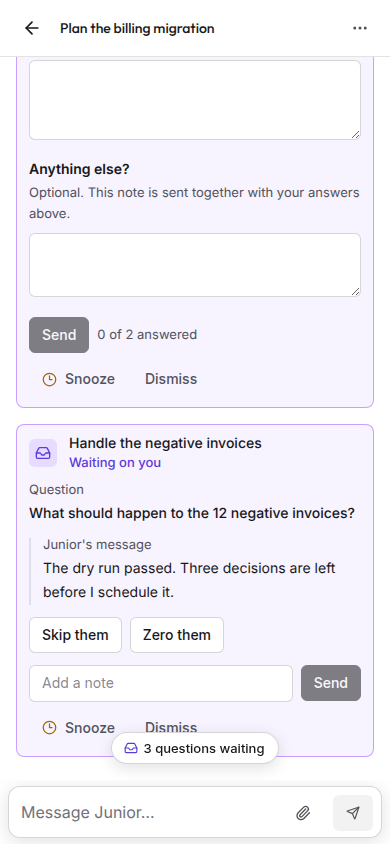 Plan the billing migration
Anything else?
Optional. This note is sent together with your answers
above.
Send
0 of 2 answered
Snooze
Dismiss
Handle the negative invoices
Waiting on you
Question
What should happen to the 12 negative invoices?
Junior's message
The dry run passed. Three decisions are left
before I schedule it.
Skip them
Zero them
Add a note
Send
Snooze
Dismiss
3 questions waiting
Message Junior...